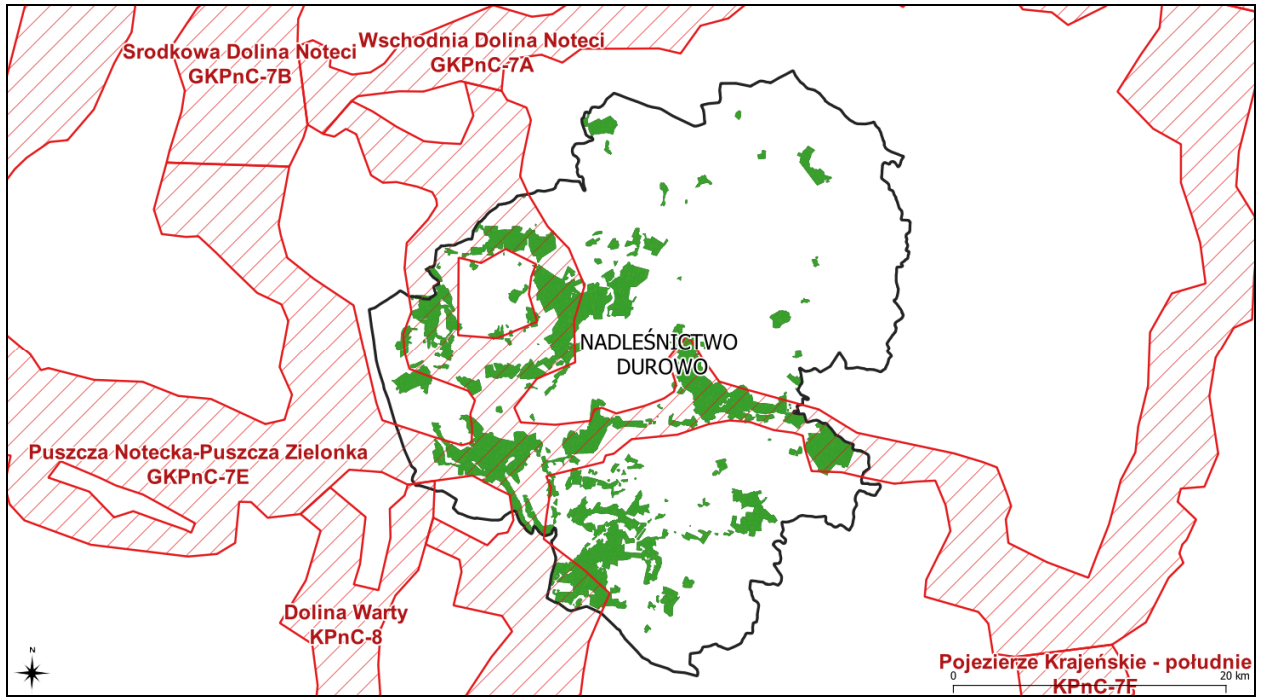 Srodkowa Dolina Noteci
GKPnC-7B
Wschodnia Dolina Noteci
GKPnC-7A
NADLEŚNICTWO
DUROWO
Puszcza Notecka-Puszcza Zielonka
GKPnC-7E
Dolina Warty
KPnC-8
N
Pojezierze Krajeńskie - południe
KPnC-7F
0
20 km